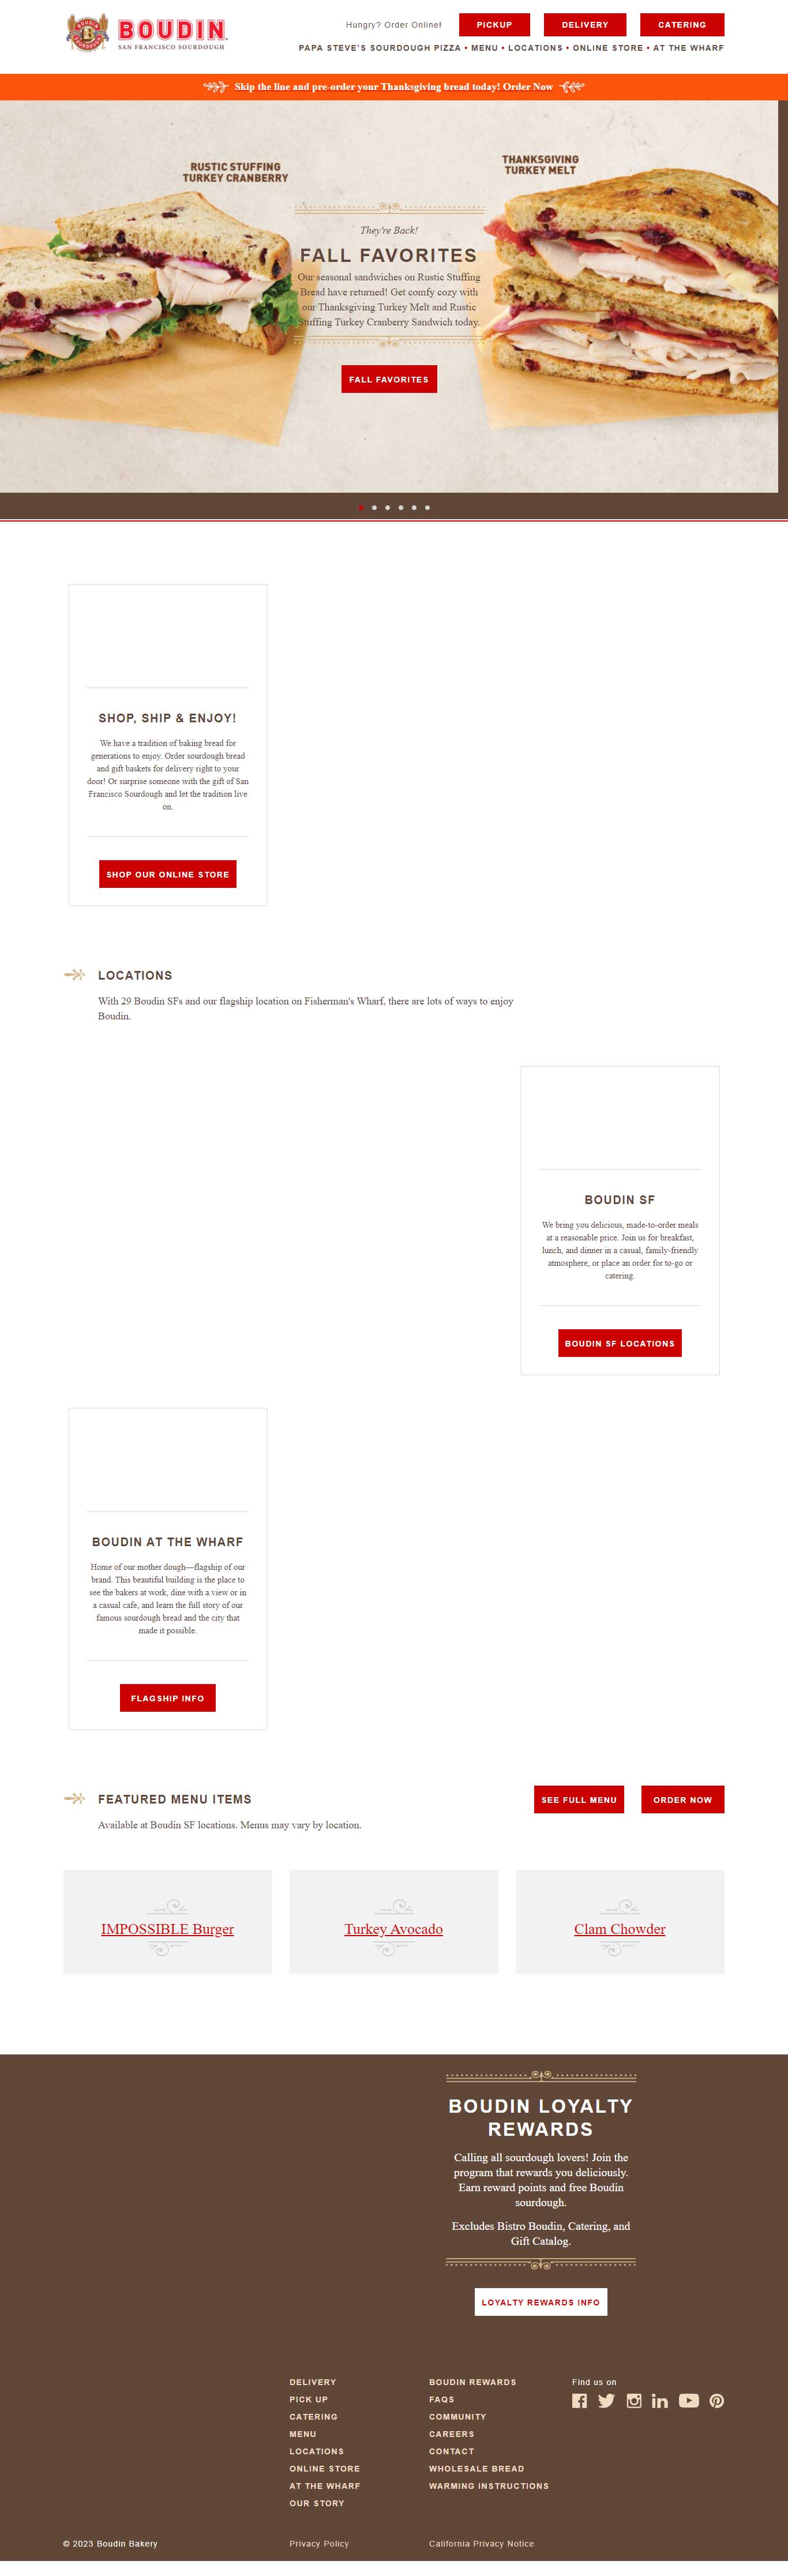 BOUDIN
SAN FRANCISCO SOURDOUGH
Hungry? Order Online!
PICKUP
DELIVERY
CATERING
PAPA STEVE'S SOURDOUGH PIZZA • MENU • LOCATIONS • ONLINE STORE • AT THE WHARF
Skip the line and pre-order your Thanksgiving bread today! Order Now
RUSTIC STUFFING
TURKEY CRANBERRY
THANKSGIVING
TURKEY MELT
They're Back!
FALL FAVORITES
Our seasonal sandwiches on Rustic Stuffing
Bread have returned! Get comfy cozy with
our Thanksgiving Turkey Melt and Rustic
Stuffing Turkey Cranberry Sandwich today.
FALL FAVORITES
SHOP, SHIP & ENJOY!
We have a tradition of baking bread for
generations to enjoy. Order sourdough bread
and gift baskets for delivery right to your
door! Or surprise someone with the gift of San
Francisco Sourdough and let the tradition live
on.
SHOP OUR ONLINE STORE
LOCATIONS
With 29 Boudin SFs and our flagship location on Fisherman's Wharf, there are lots of ways to enjoy
Boudin.
BOUDIN SF
We bring you delicious, made-to-order meals
at a reasonable price. Join us for breakfast,
lunch, and dinner in a casual, family-friendly
atmosphere, or place an order for to-go or
catering.
BOUDIN SF LOCATIONS
BOUDIN AT THE WHARF
Home of our mother dough—flagship of our
brand. This beautiful building is the place to
see the bakers at work, dine with a view or in
a casual cafe, and learn the full story of our
famous sourdough bread and the city that
made it possible.
FLAGSHIP INFO
FEATURED MENU ITEMS
SEE FULL MENU
ORDER NOW
Available at Boudin SF locations. Menus may vary by location.
IMPOSSIBLE Burger
Turkey Avocado
Clam Chowder
BOUDIN LOYALTY
REWARDS
Calling all sourdough lovers! Join the
program that rewards you deliciously.
Earn reward points and free Boudin
sourdough.
Excludes Bistro Boudin, Catering, and
Gift Catalog.
LOYALTY REWARDS INFO
DELIVERY
PICK UP
CATERING
MENU
LOCATIONS
ONLINE STORE
AT THE WHARF
OUR STORY
BOUDIN REWARDS
FAQS
COMMUNITY
CAREERS
CONTACT
WHOLESALE BREAD
WARMING INSTRUCTIONS
Find us on
© 2023 Boudin Bakery
Privacy Policy
California Privacy Notice